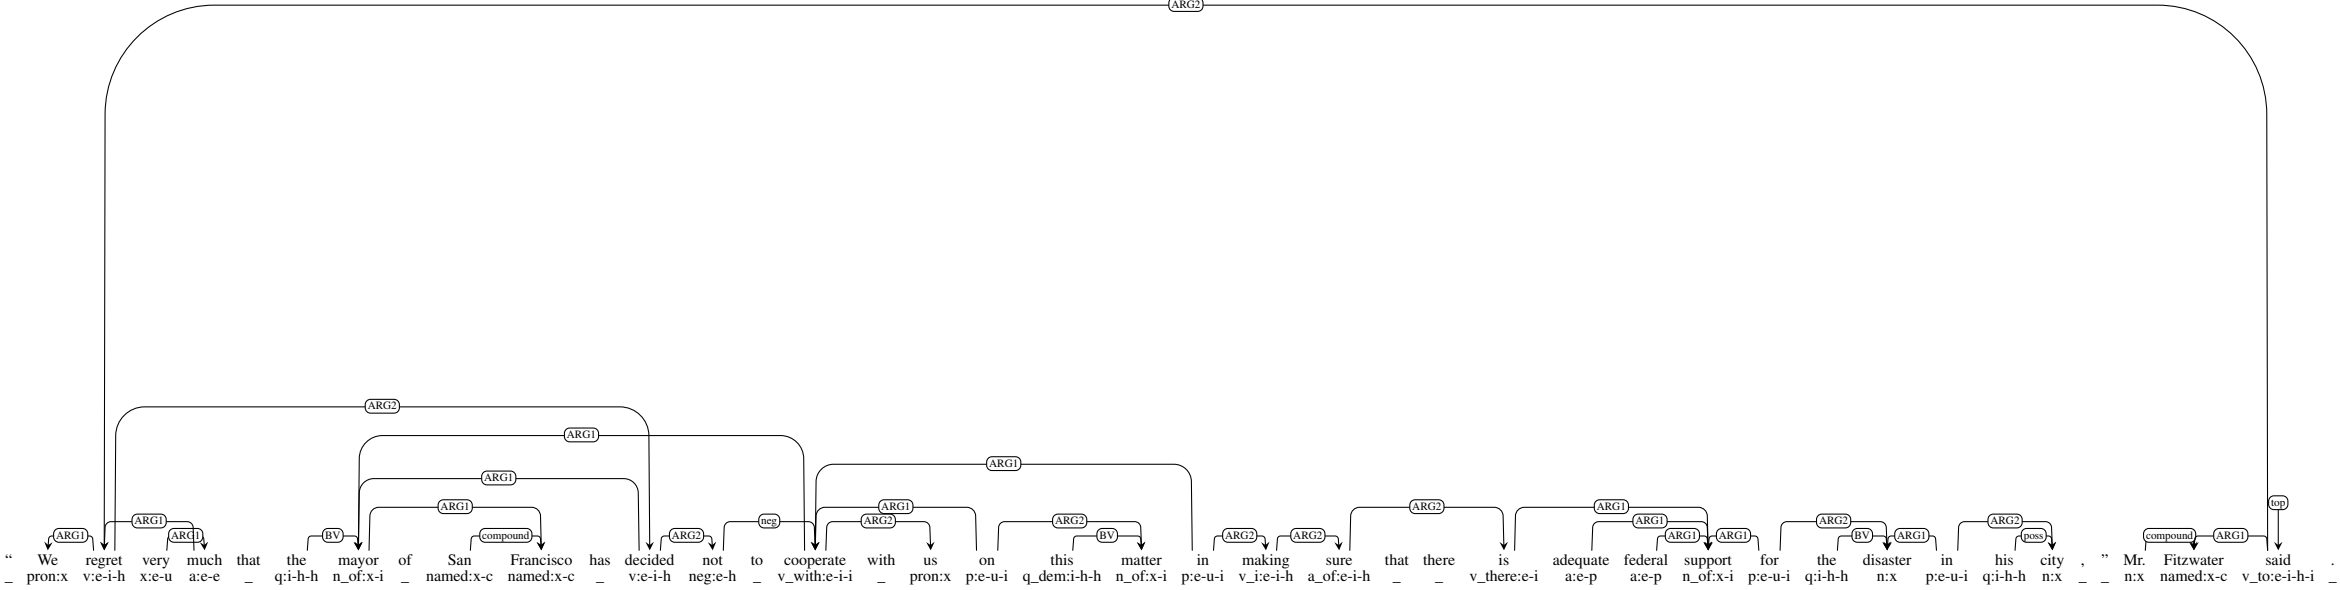 ARG2
ARG2
ARG1
ARG1
ARG1
top
ARG1 ARG1 ARG2 ARG1
ARG1 neg ARG2 ARG2 ARG1 ARG2 ARG2
ARG1 ARG1 BV compound ARG2 BV ARG2 ARG2 ARG1 ARG1 BV ARG1 poss compound ARG1
“ We regret very much that the mayor of San Francisco has decided not to cooperate with us on this matter in making sure that there is adequate federal support for the disaster in his city , ” Mr. Fitzwater said .
_ pron:x v:e-i-h x:e-u a:e-e _ q:i-h-h n_of:x-i _ named:x-c named:x-c _ v:e-i-h neg:e-h _ v_with:e-i-i _ pron:x p:e-u-i q_dem:i-h-h n_of:x-i p:e-u-i v_i:e-i-h a_of:e-i-h _ _ v_there:e-i a:e-p a:e-p n_of:x-i p:e-u-i q:i-h-h n:x p:e-u-i q:i-h-h n:x _ _ n:x named:x-c v_to:e-i-h-i _